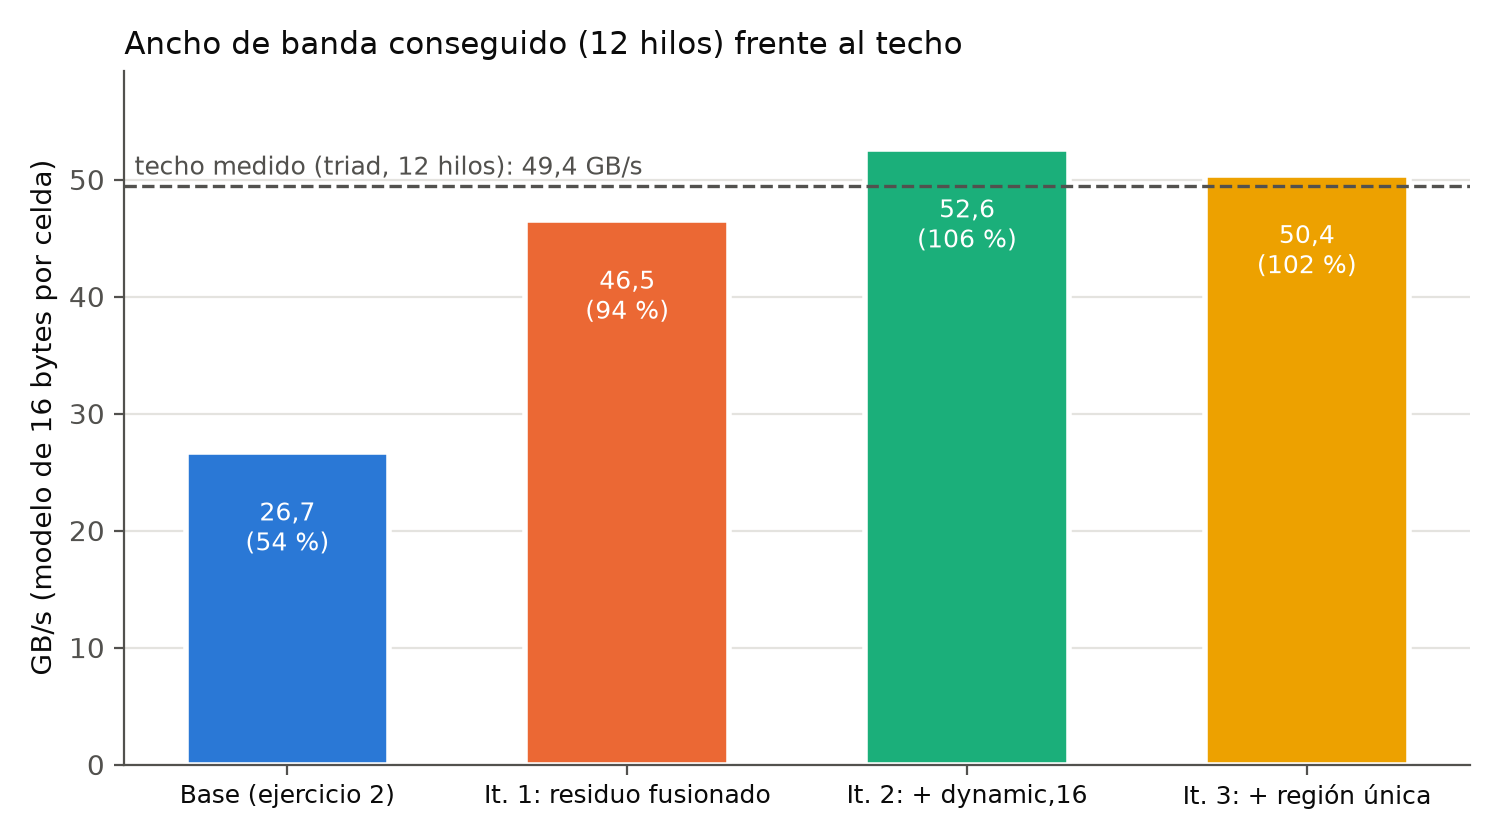 Ancho de banda conseguido (12 hilos) frente al techo
GB/s (modelo de 16 bytes por celda)
50
40
30
20
10
0
techo medido (triad, 12 hilos): 49,4 GB/s
26,7
(54 %)
46,5
(94 %)
52,6
(106 %)
50,4
(102 %)
Base (ejercicio 2)
It. 1: residuo fusionado
It. 2: + dynamic,16
It. 3: + región única